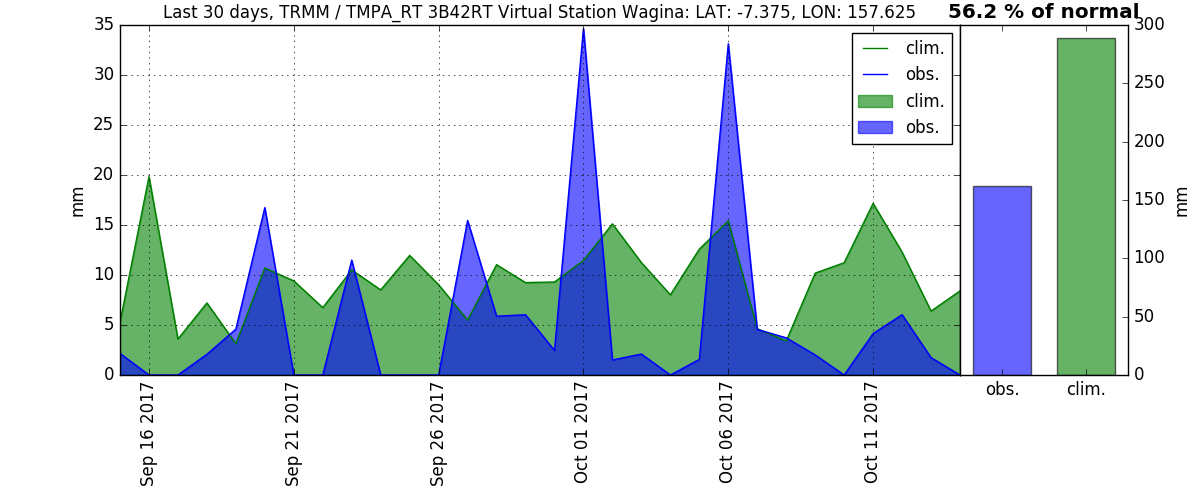 Last 30 days, TRMM / TMPA_RT 3B42RT Virtual Station Wagina: LAT: -7.375, LON: 157.625
56.2 % of normal
35
30
25
20
15
10
5
0
mm
clim.
obs.
clim.
obs.
300
250
200
150
100
50
0
mm
obs.
clim.
Sep 16 2017
Sep 21 2017
Sep 26 2017
Oct 01 2017
Oct 06 2017
Oct 11 2017